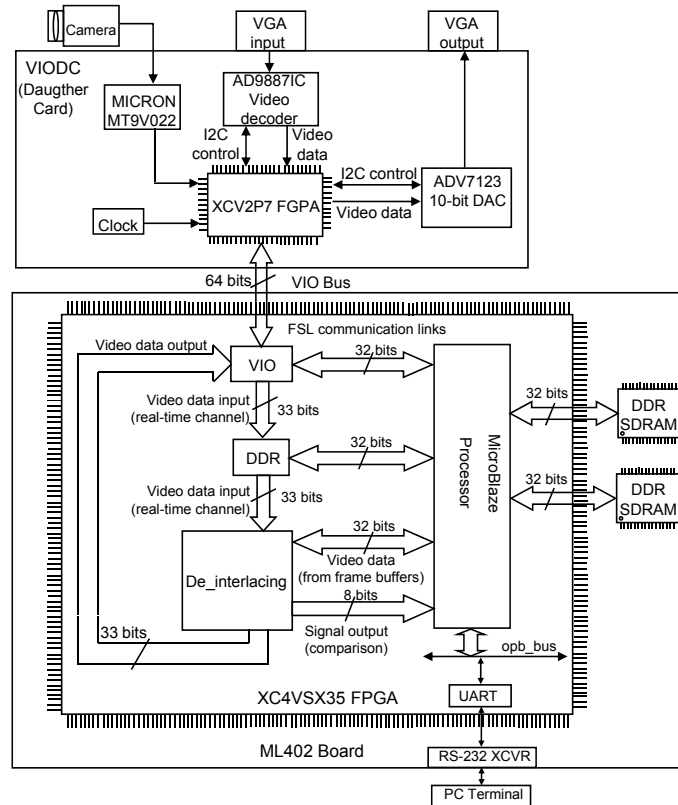 Camera
VGA
input
VGA
output
VIODC
(Daugther
Card)
MICRON
MT9V022
AD9887IC
Video
decoder
I2C
control
Video
data
XCV2P7 FGPA
I2C control
Video data
ADV7123
10-bit DAC
Clock
64 bits
VIO Bus
FSL communication links
Video data output
VIO
32 bits
Video data input
(real-time channel)
33 bits
MicroBlaze
Processor
32 bits
DDR
SDRAM
DDR
32 bits
32 bits
DDR
SDRAM
Video data input
(real-time channel)
33 bits
De_interlacing
32 bits
Video data
(from frame buffers)
8 bits
Signal output
(comparison)
33 bits
opb_bus
XC4VSX35 FPGA
UART
ML402 Board
RS-232 XCVR
PC Terminal